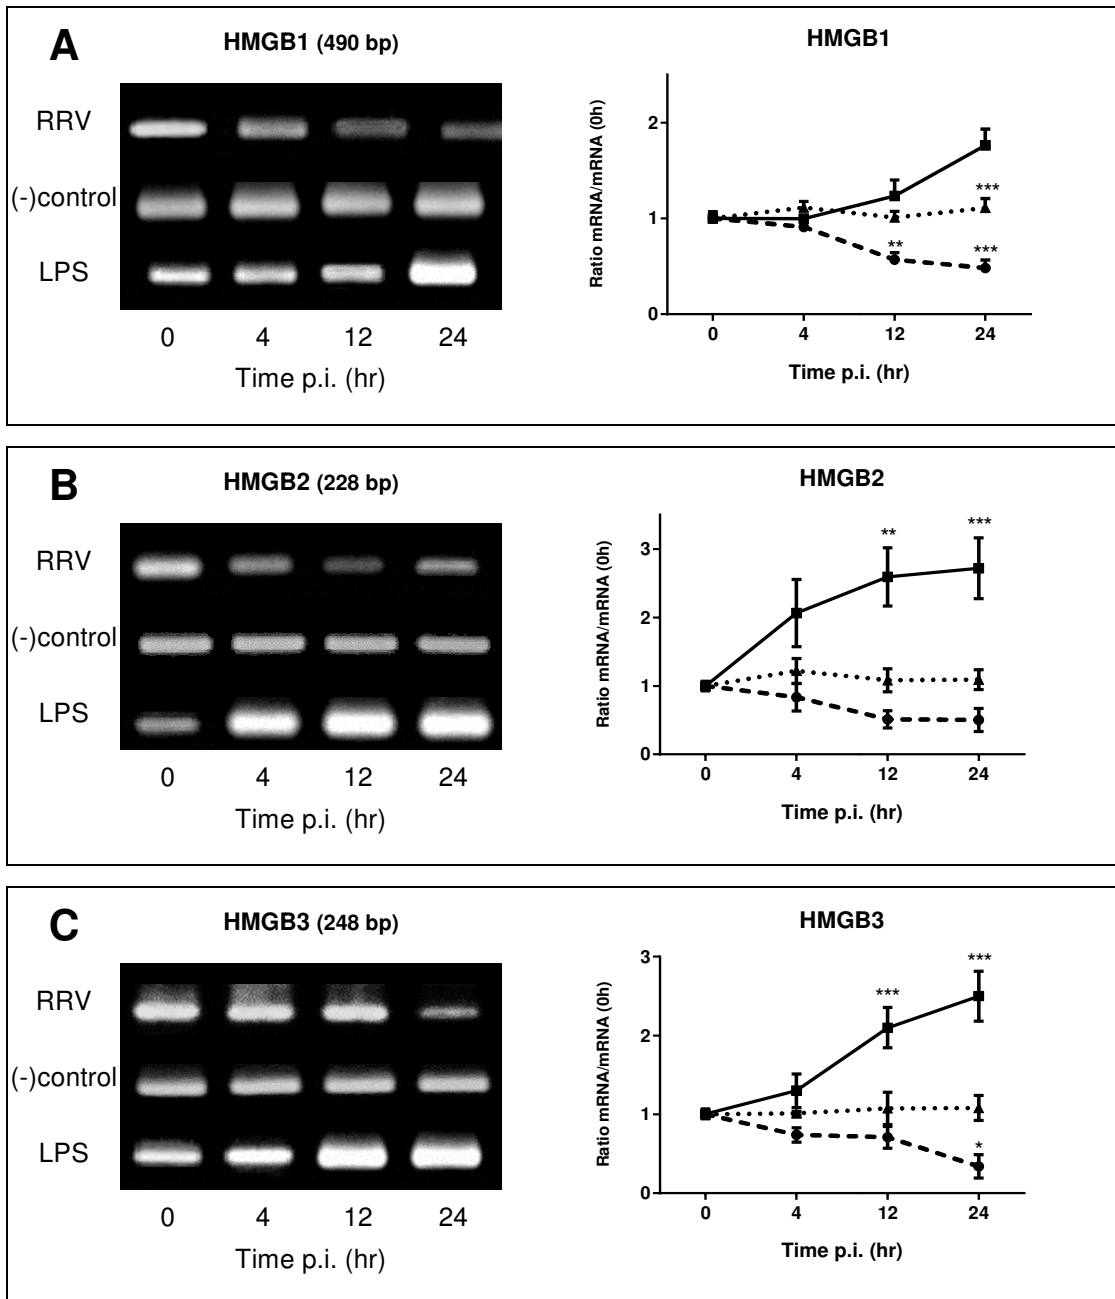 A
HMGB1 (490 bp)
RRV
(-)control
LPS
0 4 12 24
Time p.i. (hr)
HMGB1
Ratio mRNA/mRNA (0h)
2
1
0
***
**
***
0 4 12 24
Time p.i. (hr)
B
HMGB2 (228 bp)
RRV
(-)control
LPS
0 4 12 24
Time p.i. (hr)
HMGB2
Ratio mRNA/mRNA (0h)
3
2
1
0
**
***
0 4 12 24
Time p.i. (hr)
C
HMGB3 (248 bp)
RRV
(-)control
LPS
0 4 12 24
Time p.i. (hr)
HMGB3
Ratio mRNA/mRNA (0h)
3
2
1
0
***
***
*
0 4 12 24
Time p.i. (hr)